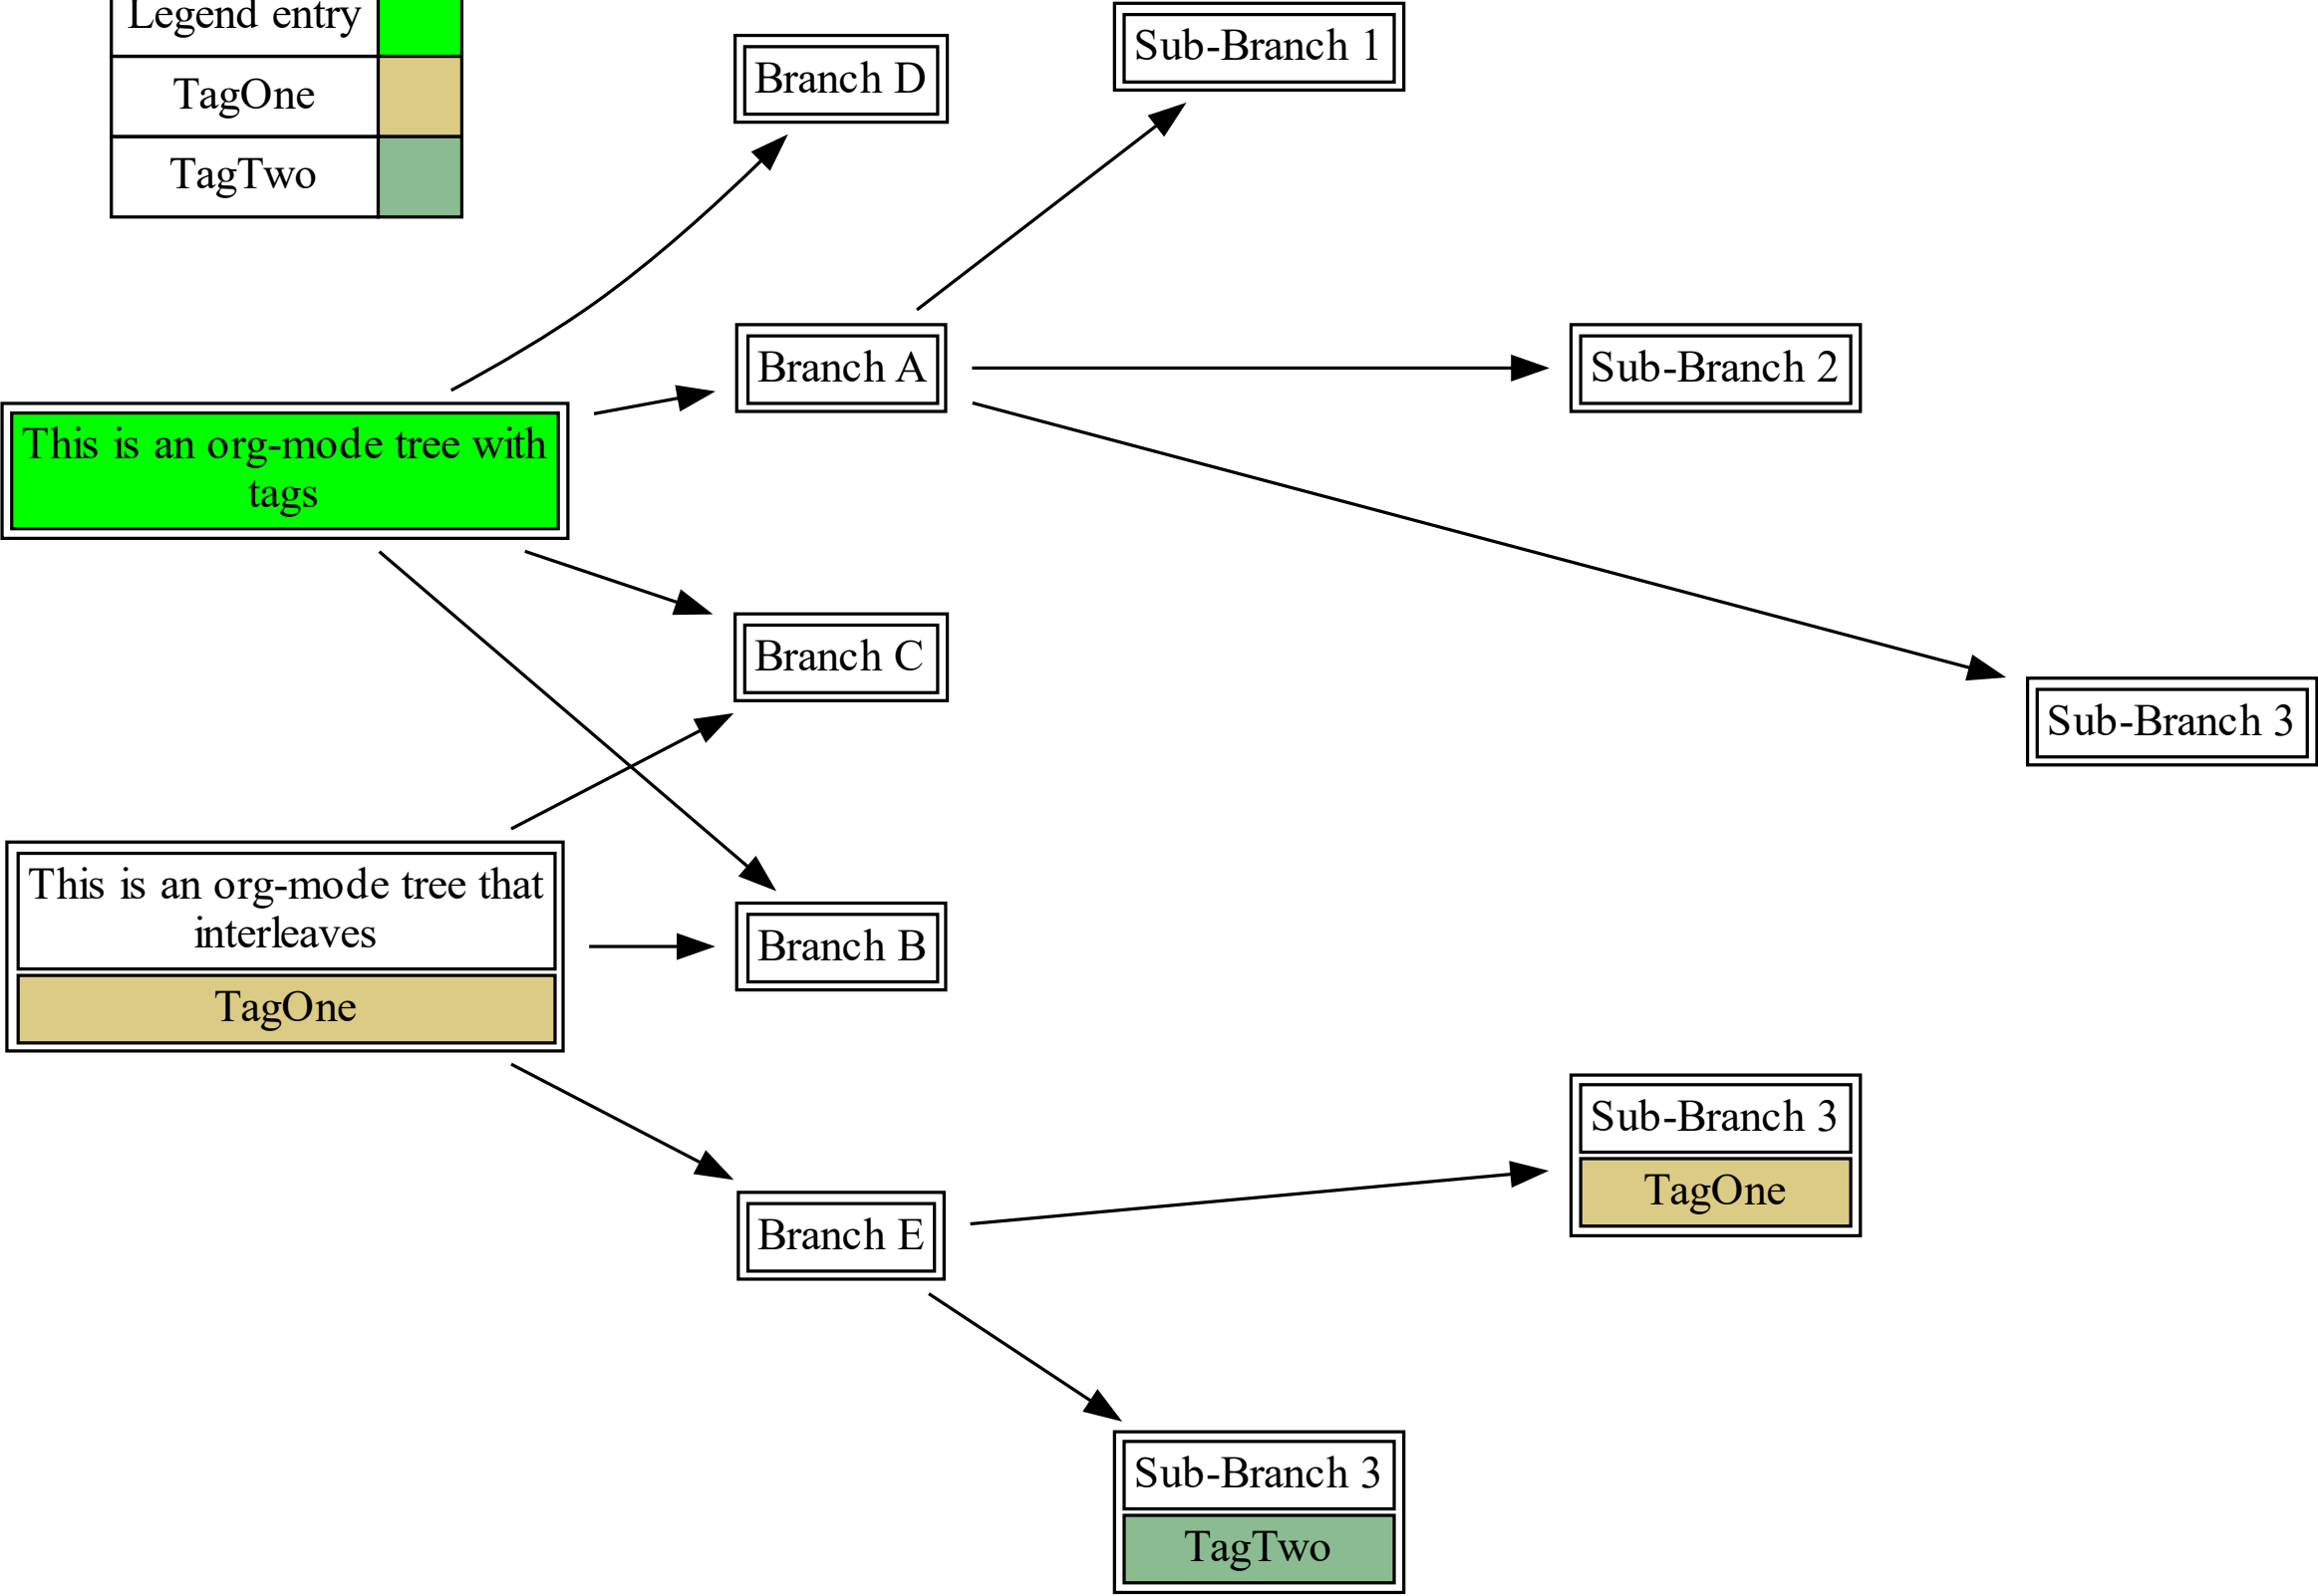 Legend entry
TagOne
TagTwo
Branch D
Sub-Branch 1
Branch A
Sub-Branch 2
This is an org-mode tree with
tags
Branch C
Sub-Branch 3
This is an org-mode tree that
interleaves
TagOne
Branch B
Sub-Branch 3
TagOne
Branch E
Sub-Branch 3
TagTwo